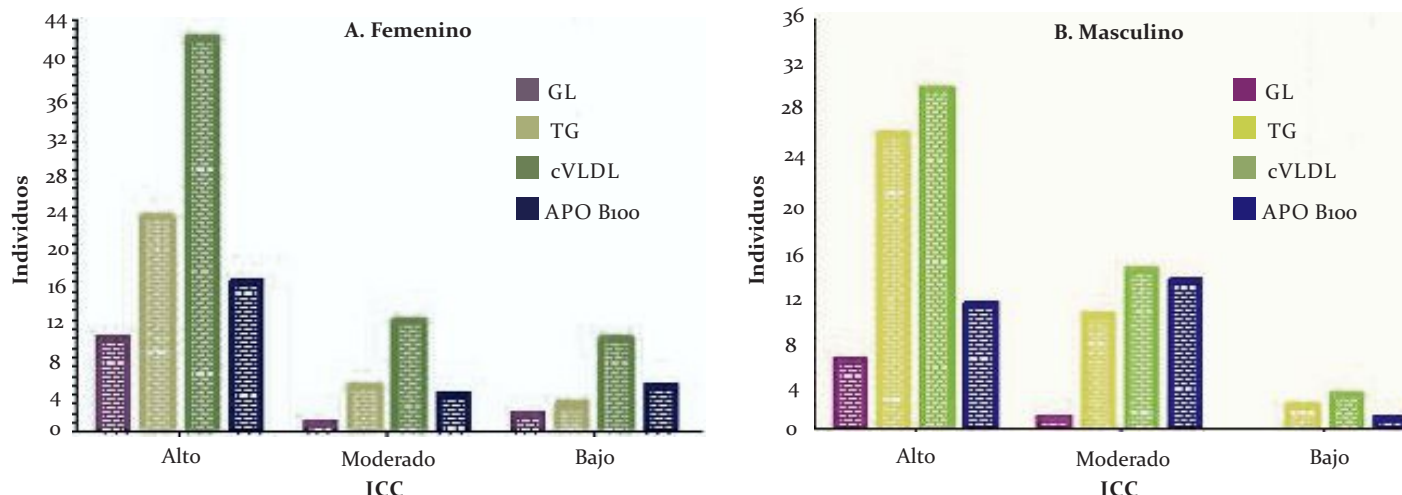 A. Femenino
44
40
36
32
28
24
20
16
12
8
4
0
Individuos
GL
TG
cVLDL
APO B100
Alto
Moderado
Bajo
ICC
B. Masculino
36
32
28
24
20
16
12
8
4
0
Individuos
GL
TG
cVLDL
APO B100
Alto
Moderado
Bajo
ICC